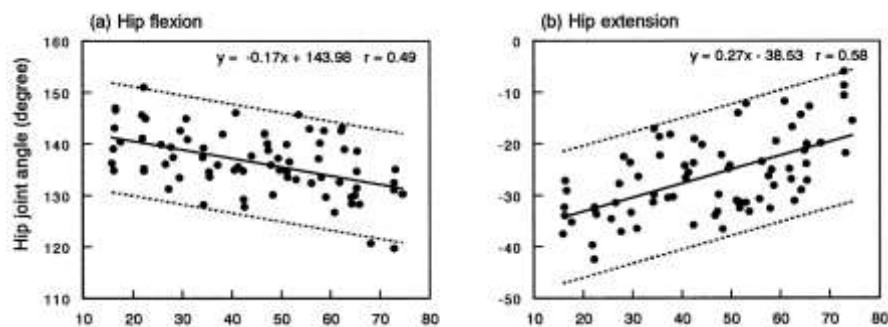 (a) Hip flexion
y = -0.17x + 143.98 r = 0.49
Hip joint angle (degree)
160
150
140
130
120
110
10 20 30 40 50 60 70 80
(b) Hip extension
y = 0.27x - 38.53 r = 0.58
0
-10
-20
-30
-40
-50
10 20 30 40 50 60 70 80